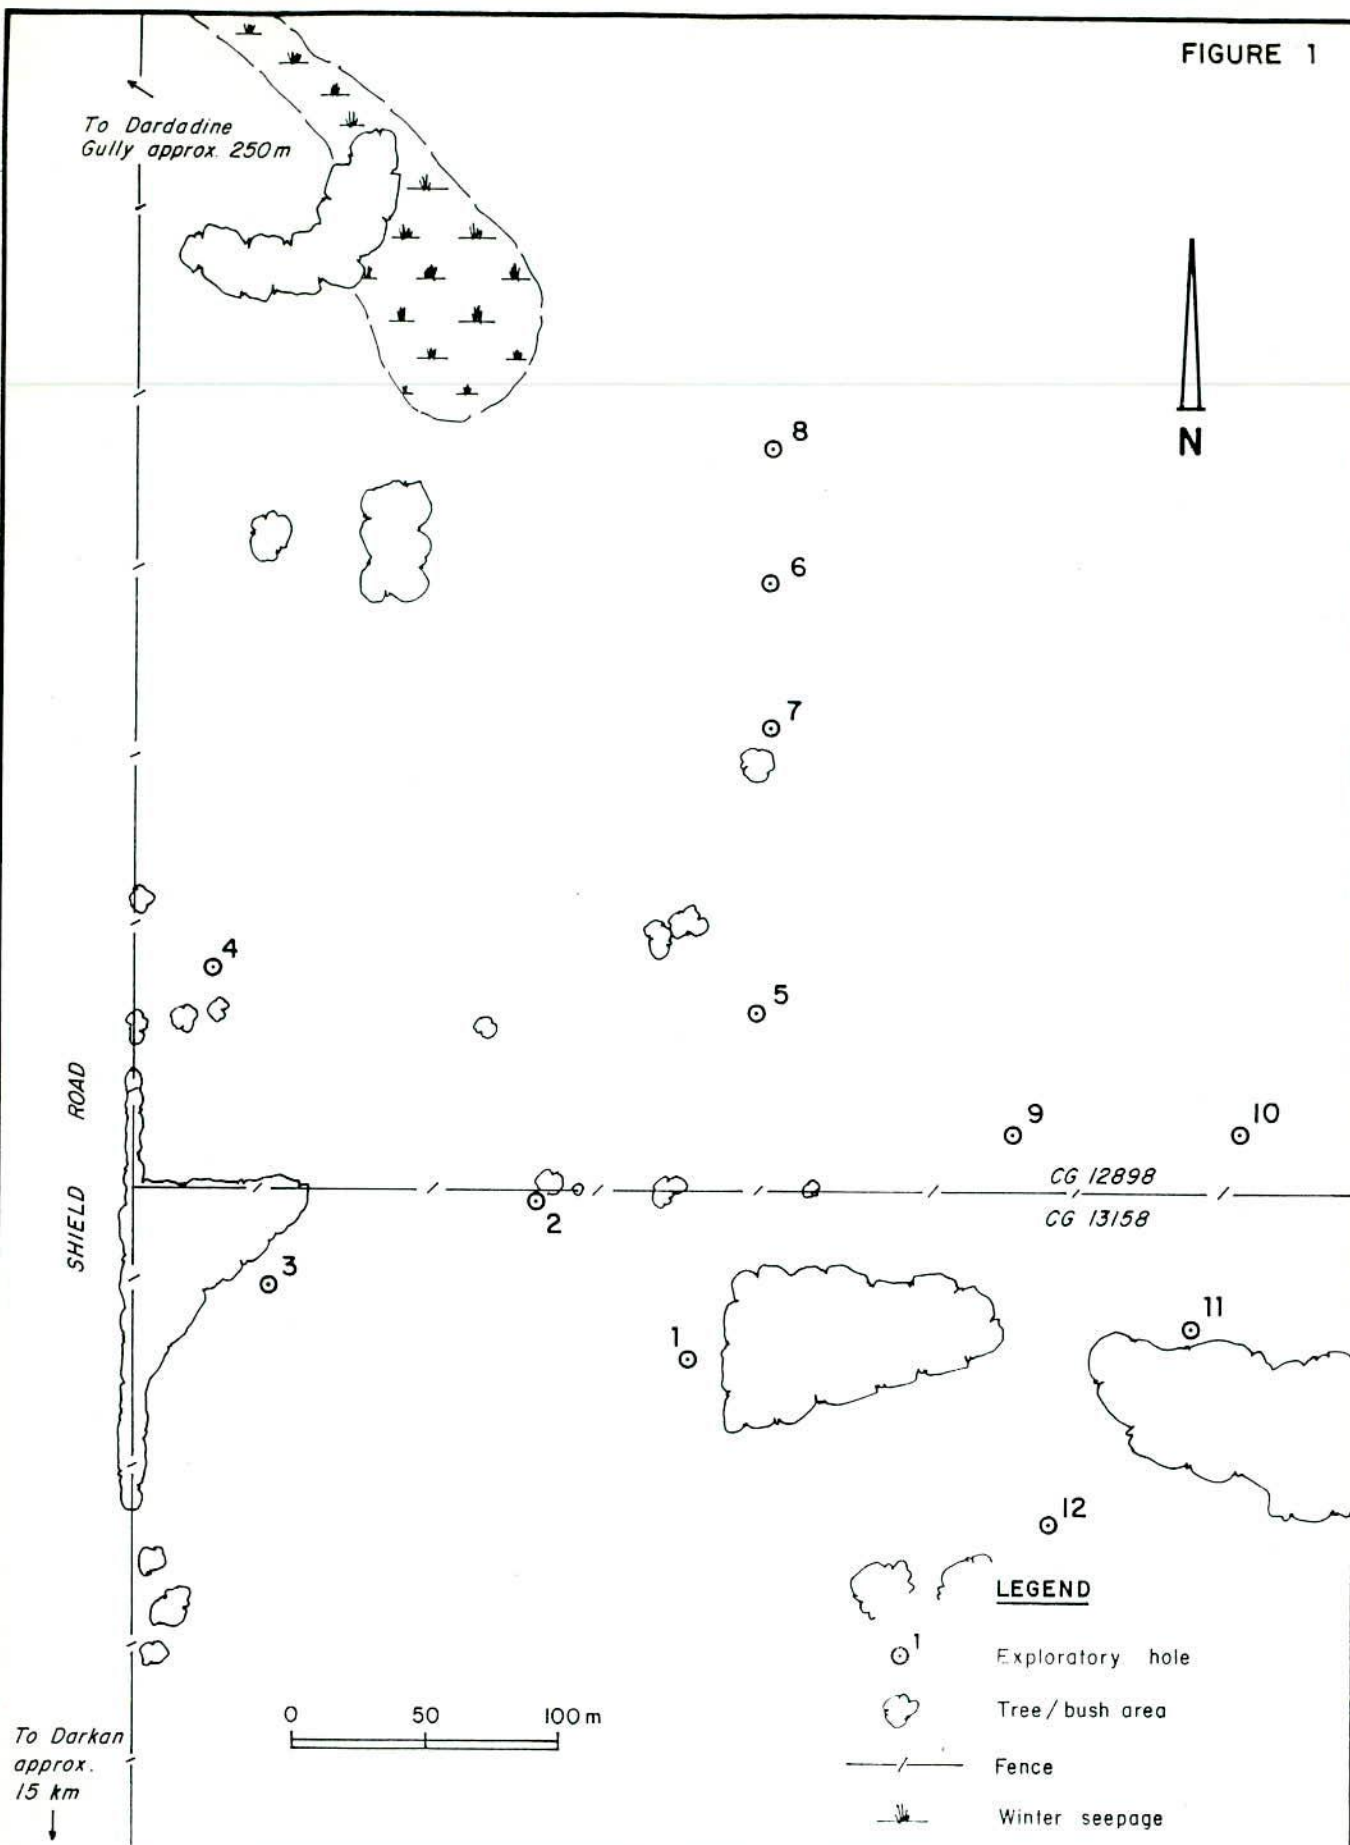 FIGURE 1
To Dardadine
Gully approx. 250m
N
8
6
7
4
5
SHIELD ROAD
9
10
CG 12898
CG 13158
2
3
1
11
12
LEGEND
1
Exploratory hole
Tree/bush area
Fence
Winter seepage
0 50 100m
To Darkan
approx.
15 km